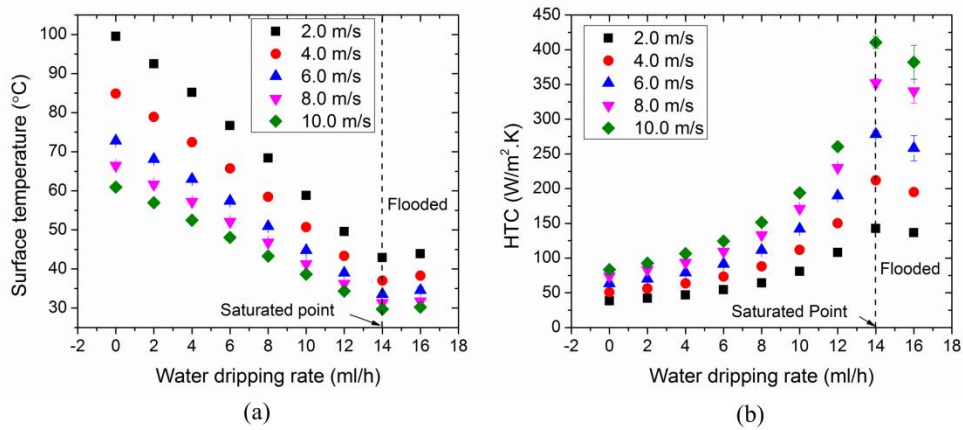 100
90
80
70
60
50
40
30
Surface temperature (°C)
2.0 m/s
4.0 m/s
6.0 m/s
8.0 m/s
10.0 m/s
Flooded
Saturated point
-2 0 2 4 6 8 10 12 14 16 18
Water dripping rate (ml/h)
(a)
450
400
350
300
250
200
150
100
50
0
HTC (W/m².K)
2.0 m/s
4.0 m/s
6.0 m/s
8.0 m/s
10.0 m/s
Flooded
Saturated Point
-2 0 2 4 6 8 10 12 14 16 18
Water dripping rate (ml/h)
(b)